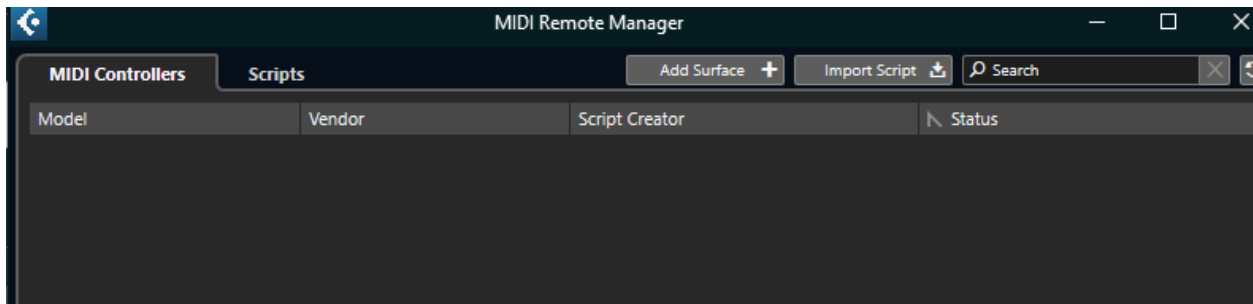 MIDI Remote Manager
MIDI Controllers Scripts Add Surface Import Script Search
Model Vendor Script Creator Status